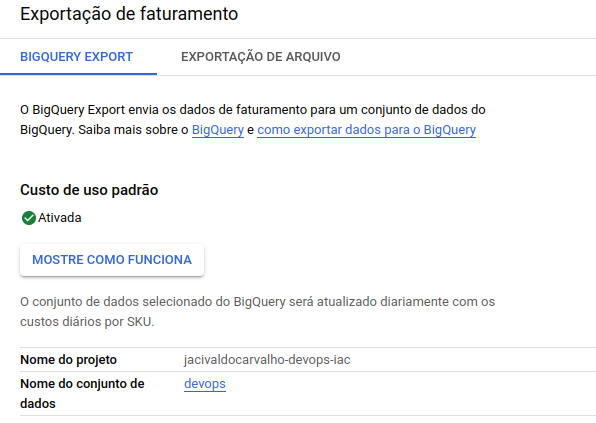 Exportação de faturamento
BIGQUERY EXPORT EXPORTAÇÃO DE ARQUIVO
O BigQuery Export envia os dados de faturamento para um conjunto de dados do
BigQuery. Saiba mais sobre o BigQuery e como exportar dados para o BigQuery
Custo de uso padrão
Ativada
MOSTRE COMO FUNCIONA
O conjunto de dados selecionado do BigQuery será atualizado diariamente com os
custos diários por SKU.
Nome do projeto jacivaldocarvalho-devops-iac
Nome do conjunto de devops
dados